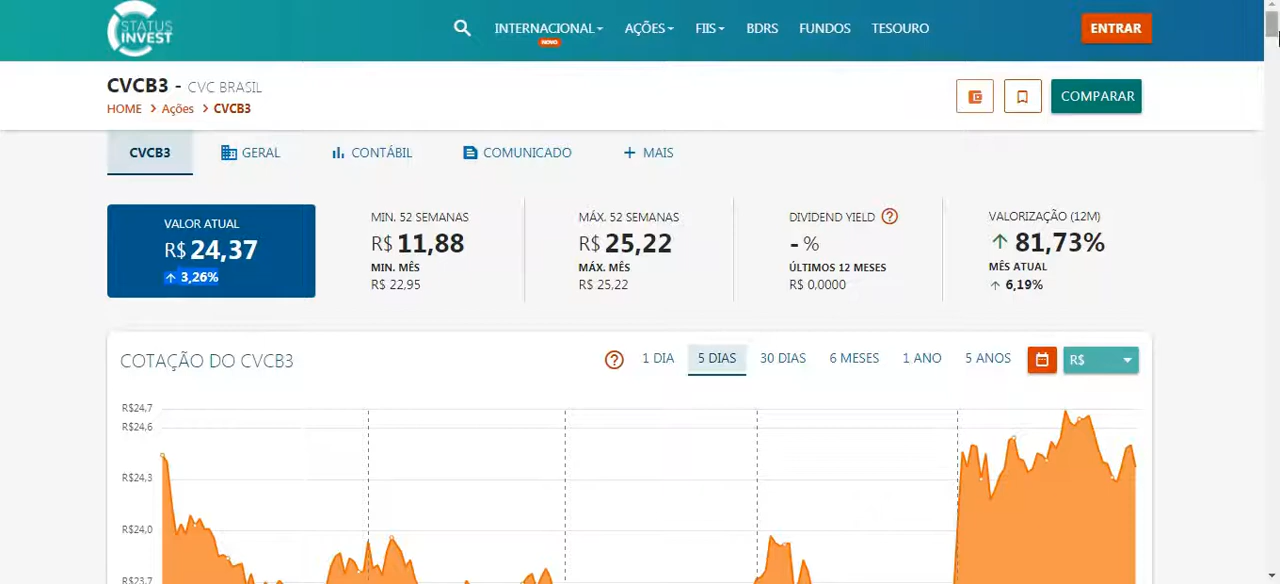 STATUS
INVEST
INTERNACIONAL
NOVO
AÇÕES
FIIS
BDRS
FUNDOS
TESOURO
ENTRAR
CVCB3 - CVC BRASIL
HOME > Ações > CVCB3
COMPARAR
CVCB3
GERAL
CONTÁBIL
COMUNICADO
+ MAIS
VALOR ATUAL
R$ 24,37
↑ 3,26%
MIN. 52 SEMANAS
R$ 11,88
MIN. MÊS
R$ 22,95
MÁX. 52 SEMANAS
R$ 25,22
MÁX. MÊS
R$ 25,22
DIVIDEND YIELD ?
- %
ÚLTIMOS 12 MESES
R$ 0,0000
VALORIZAÇÃO (12M)
↑ 81,73%
MÊS ATUAL
↑ 6,19%
COTAÇÃO DO CVCB3
?
1 DIA
5 DIAS
30 DIAS
6 MESES
1 ANO
5 ANOS
R$
R$24,7
R$24,6
R$24,3
R$24,0
R$23,7